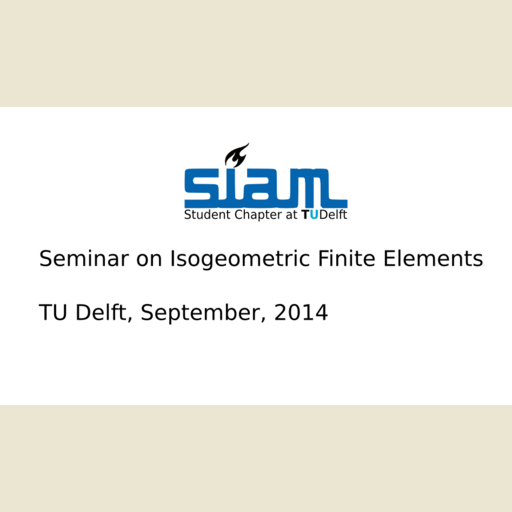 siam
Student Chapter at TUDelft
Seminar on Isogeometric Finite Elements
TU Delft, September, 2014